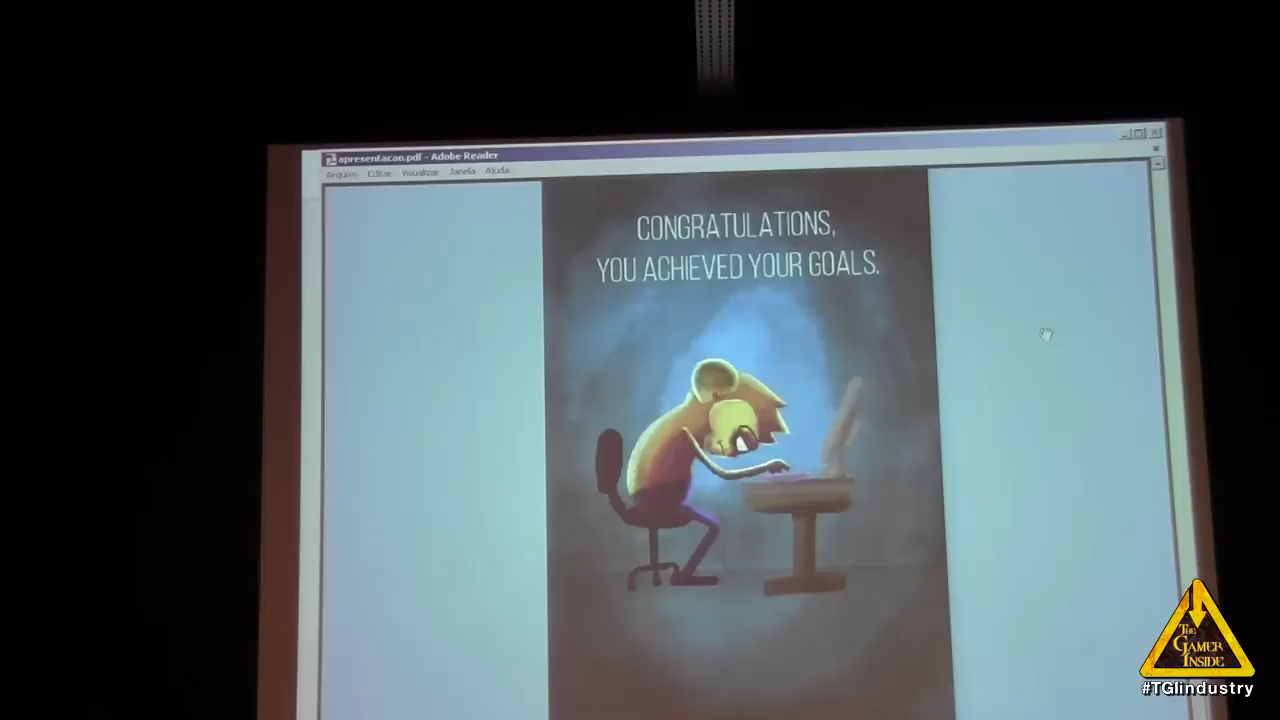 apresentacao.pdf - Adobe Reader
Arquivo Editar Visualizar Janela Ajuda
CONGRATULATIONS,
YOU ACHIEVED YOUR GOALS.
THE
GAMER
INSIDE
#TGIindustry